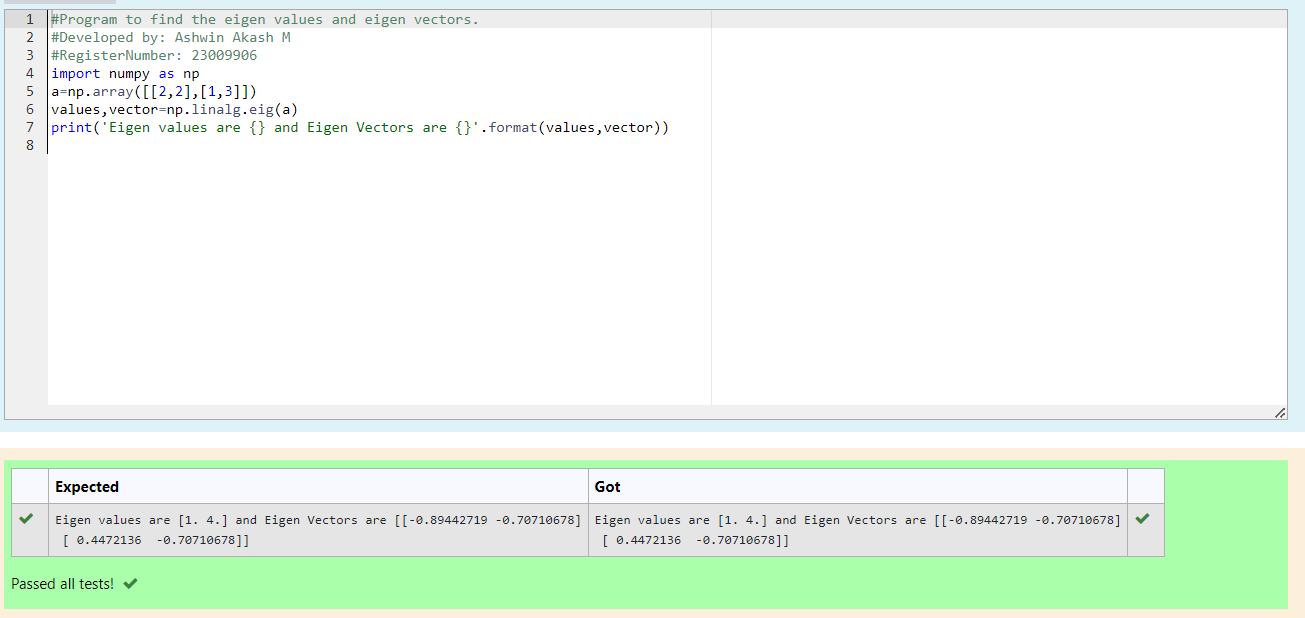 1 #Program to find the eigen values and eigen vectors.
2 #Developed by: Ashwin Akash M
3 #RegisterNumber: 23009906
4 import numpy as np
5 a=np.array([[2,2],[1,3]])
6 values,vector=np.linalg.eig(a)
7 print('Eigen values are {} and Eigen Vectors are {}'.format(values,vector))
8
Expected Got
Eigen values are [1. 4.] and Eigen Vectors are [[-0.89442719 -0.70710678] Eigen values are [1. 4.] and Eigen Vectors are [[-0.89442719 -0.70710678]
[ 0.4472136  -0.70710678]] [ 0.4472136  -0.70710678]]
Passed all tests!